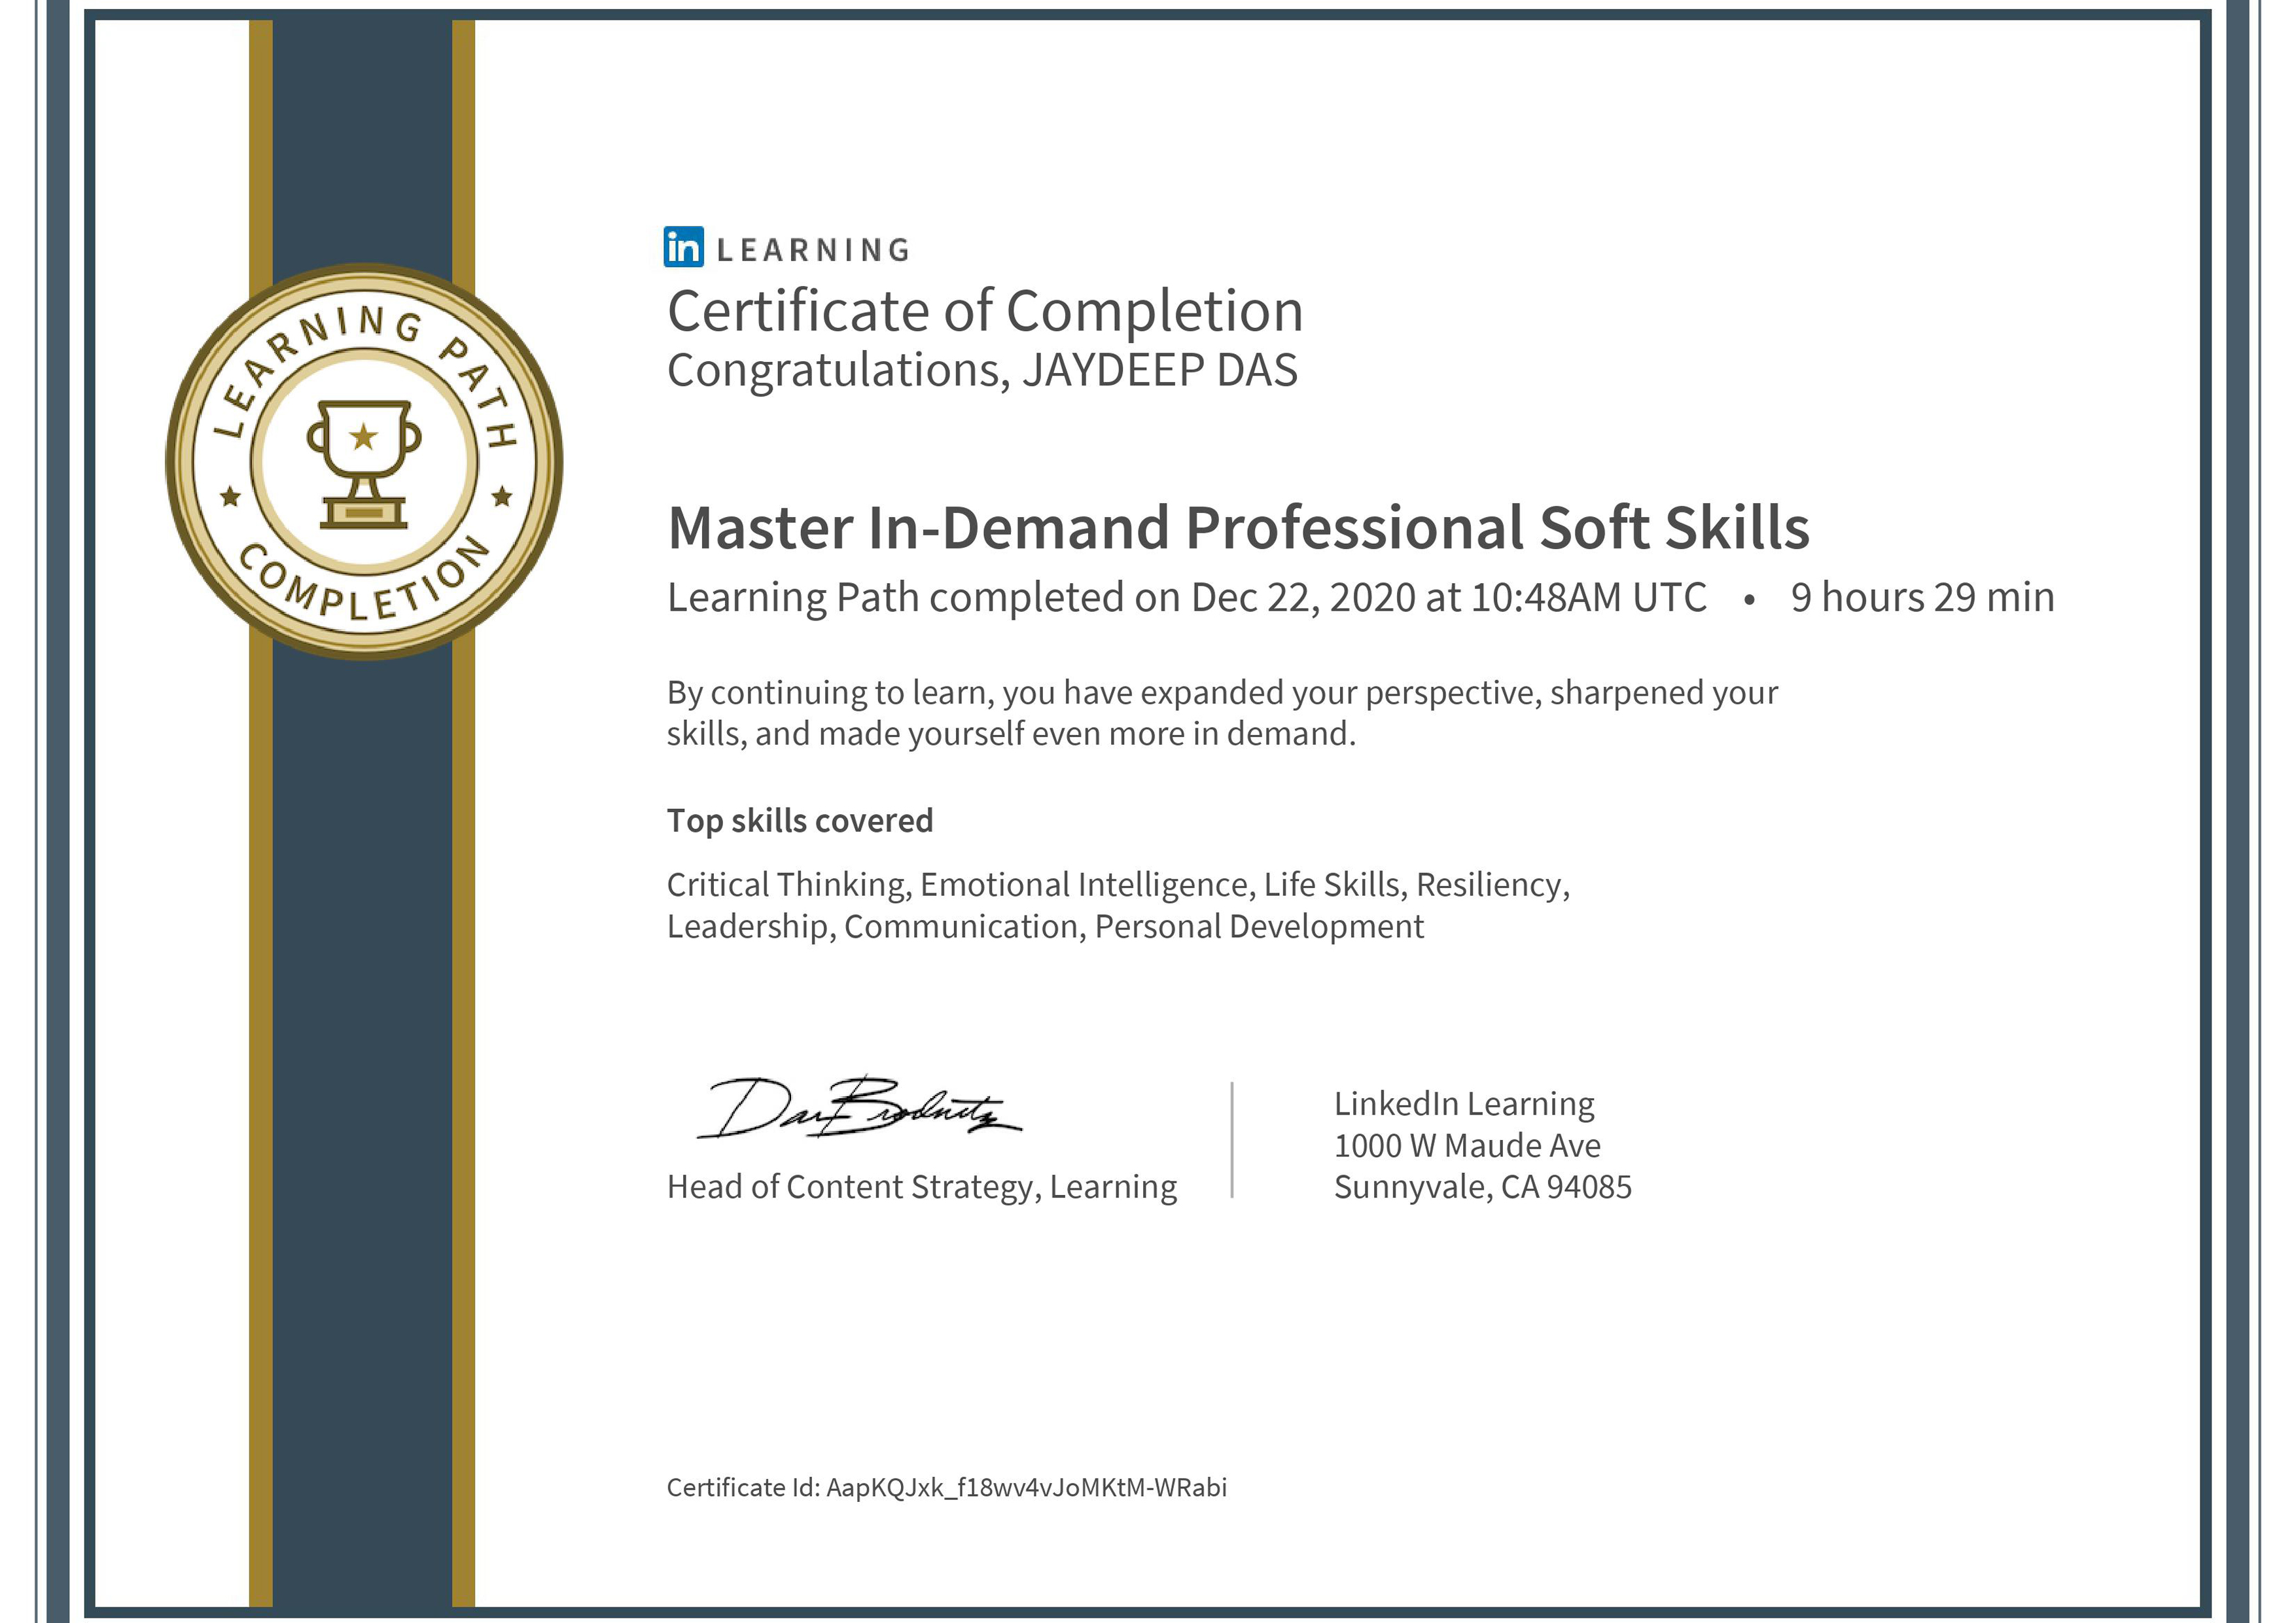 LEARNING PATH
COMPLETION
in LEARNING
Certificate of Completion
Congratulations, JAYDEEP DAS
Master In-Demand Professional Soft Skills
Learning Path completed on Dec 22, 2020 at 10:48AM UTC • 9 hours 29 min
By continuing to learn, you have expanded your perspective, sharpened your
skills, and made yourself even more in demand.
Top skills covered
Critical Thinking, Emotional Intelligence, Life Skills, Resiliency,
Leadership, Communication, Personal Development
Dan Brodnitz
Head of Content Strategy, Learning
LinkedIn Learning
1000 W Maude Ave
Sunnyvale, CA 94085
Certificate Id: AapKQJxk_f18wv4vJoMKtM-WRabi